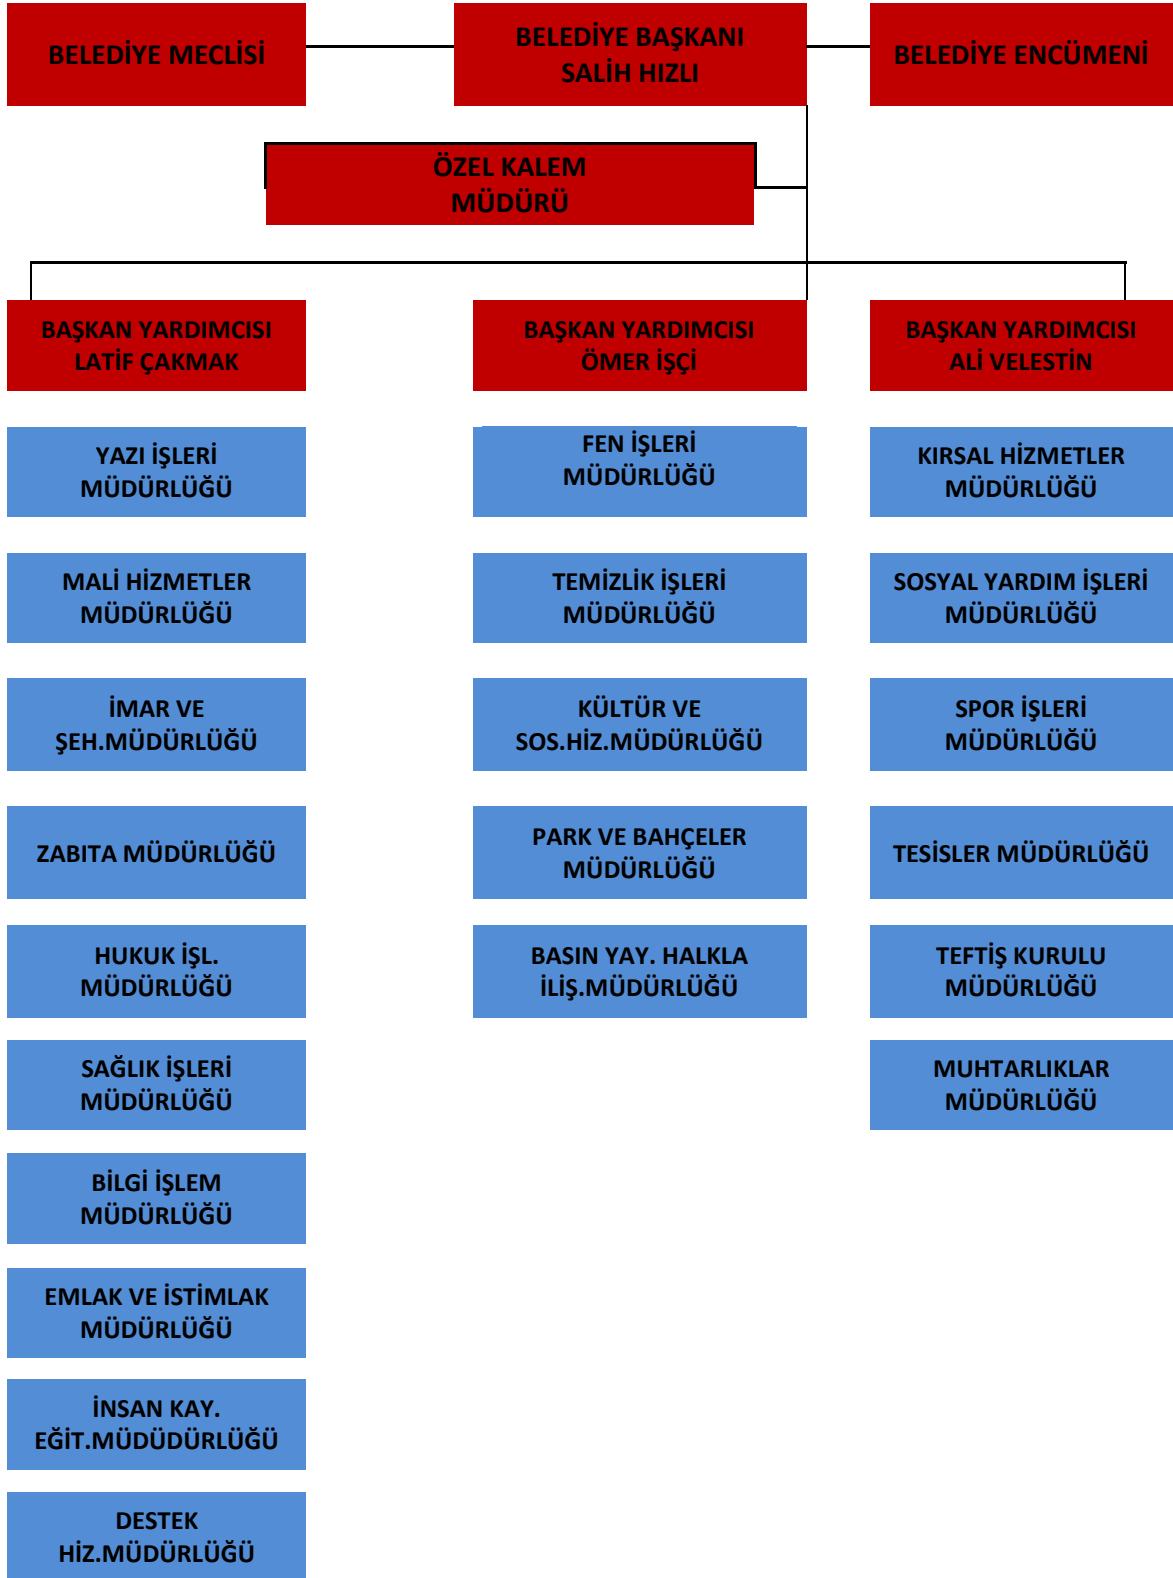 BELEDİYE MECLİSİ
BELEDİYE BAŞKANI
SALİH HIZLI
BELEDİYE ENCÜMENİ
ÖZEL KALEM
MÜDÜRÜ
BAŞKAN YARDIMCISI
LATİF ÇAKMAK
BAŞKAN YARDIMCISI
ÖMER İŞÇİ
BAŞKAN YARDIMCISI
ALİ VELESTİN
YAZI İŞLERİ
MÜDÜRLÜĞÜ
FEN İŞLERİ
MÜDÜRLÜĞÜ
KIRSAL HİZMETLER
MÜDÜRLÜĞÜ
MALİ HİZMETLER
MÜDÜRLÜĞÜ
TEMİZLİK İŞLERİ
MÜDÜRLÜĞÜ
SOSYAL YARDIM İŞLERİ
MÜDÜRLÜĞÜ
İMAR VE
ŞEH.MÜDÜRLÜĞÜ
KÜLTÜR VE
SOS.HİZ.MÜDÜRLÜĞÜ
SPOR İŞLERİ
MÜDÜRLÜĞÜ
ZABITA MÜDÜRLÜĞÜ
PARK VE BAHÇELER
MÜDÜRLÜĞÜ
TESİSLER MÜDÜRLÜĞÜ
HUKUK İŞL.
MÜDÜRLÜĞÜ
BASIN YAY. HALKLA
İLİŞ.MÜDÜRLÜĞÜ
TEFTİŞ KURULU
MÜDÜRLÜĞÜ
SAĞLIK İŞLERİ
MÜDÜRLÜĞÜ
MUHTARLIKLAR
MÜDÜRLÜĞÜ
BİLGİ İŞLEM
MÜDÜRLÜĞÜ
EMLAK VE İSTİMLAK
MÜDÜRLÜĞÜ
İNSAN KAY.
EĞİT.MÜDÜDÜRLÜĞÜ
DESTEK
HİZ.MÜDÜRLÜĞÜ